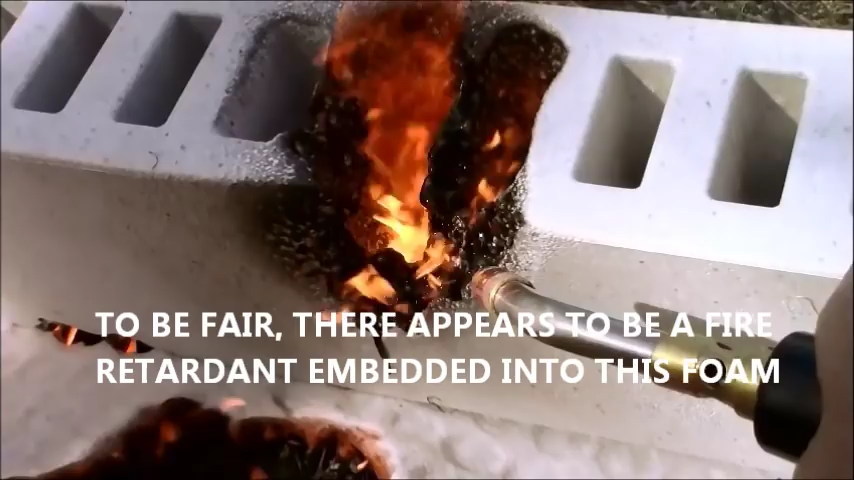 TO BE FAIR, THERE APPEARS TO BE A FIRE
RETARDANT EMBEDDED INTO THIS FOAM